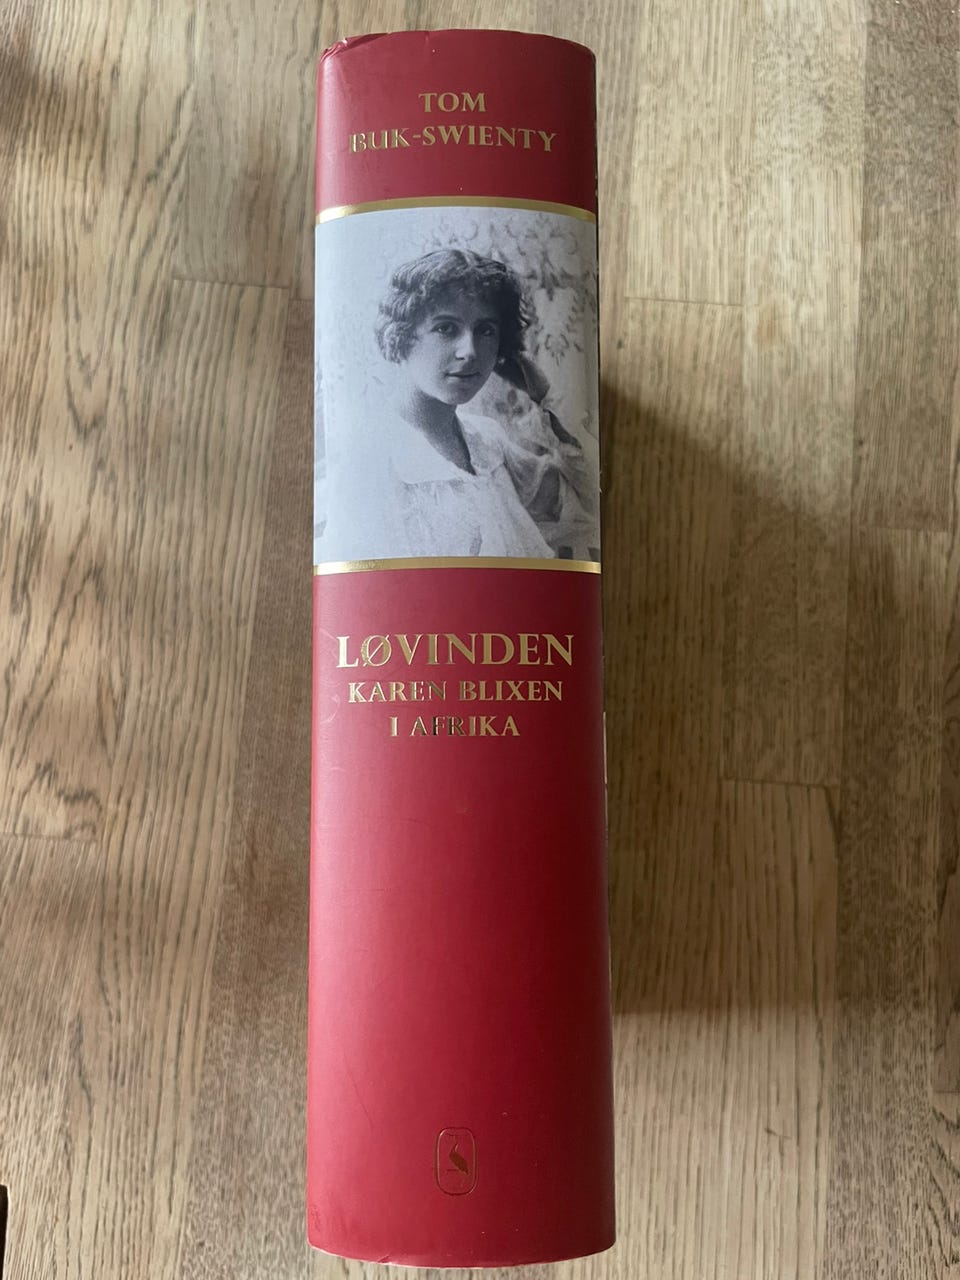 TOM
BUK-SWIENTY
LØVINDEN
KAREN BLIXEN
I AFRIKA